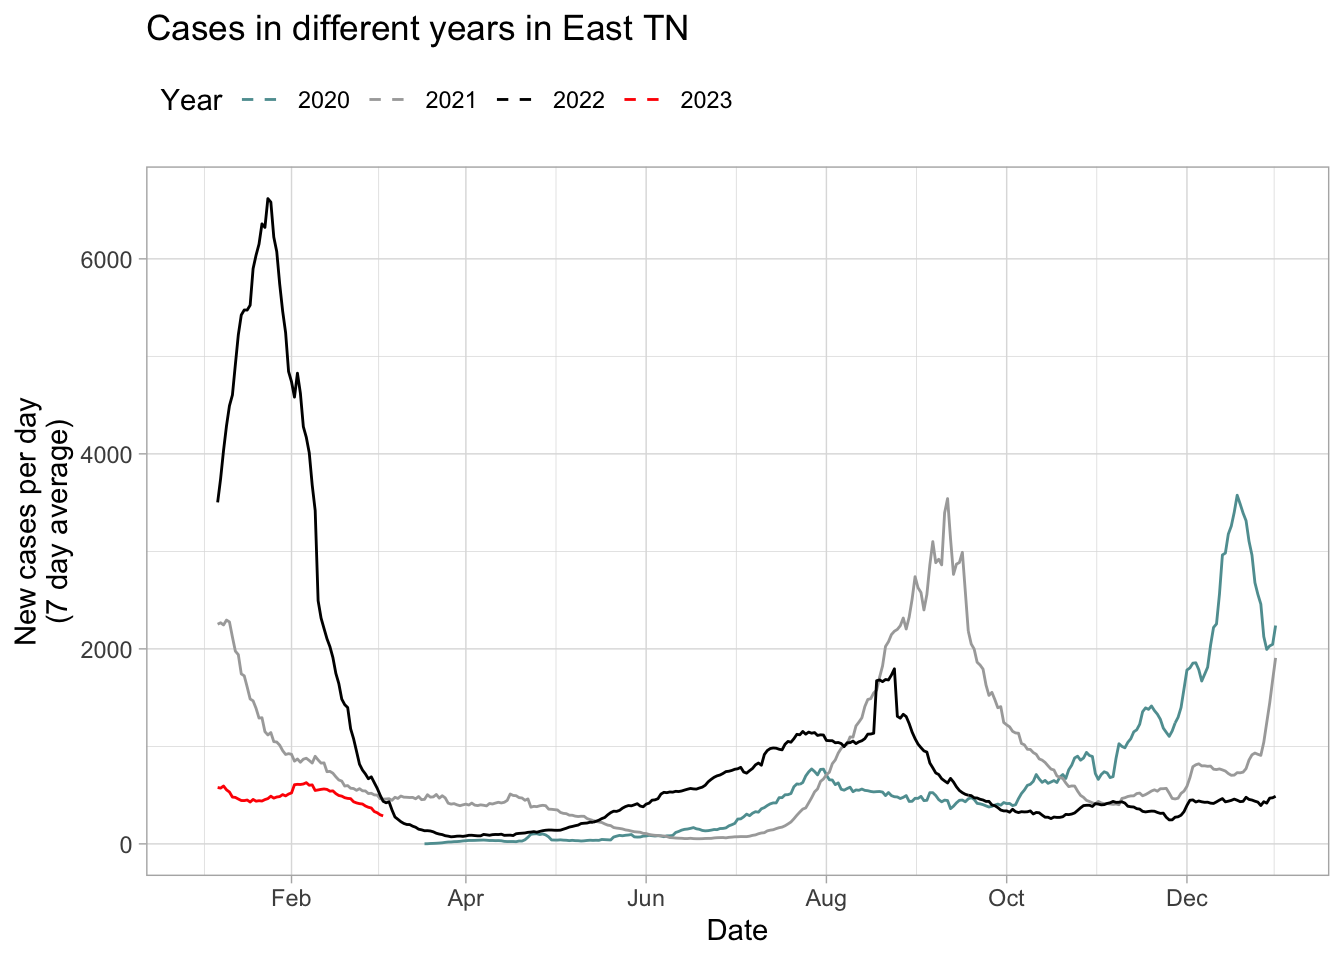 Cases in different years in East TN
Year 2020 2021 2022 2023
New cases per day
(7 day average)
6000
4000
2000
0
Feb Apr Jun Aug Oct Dec
Date